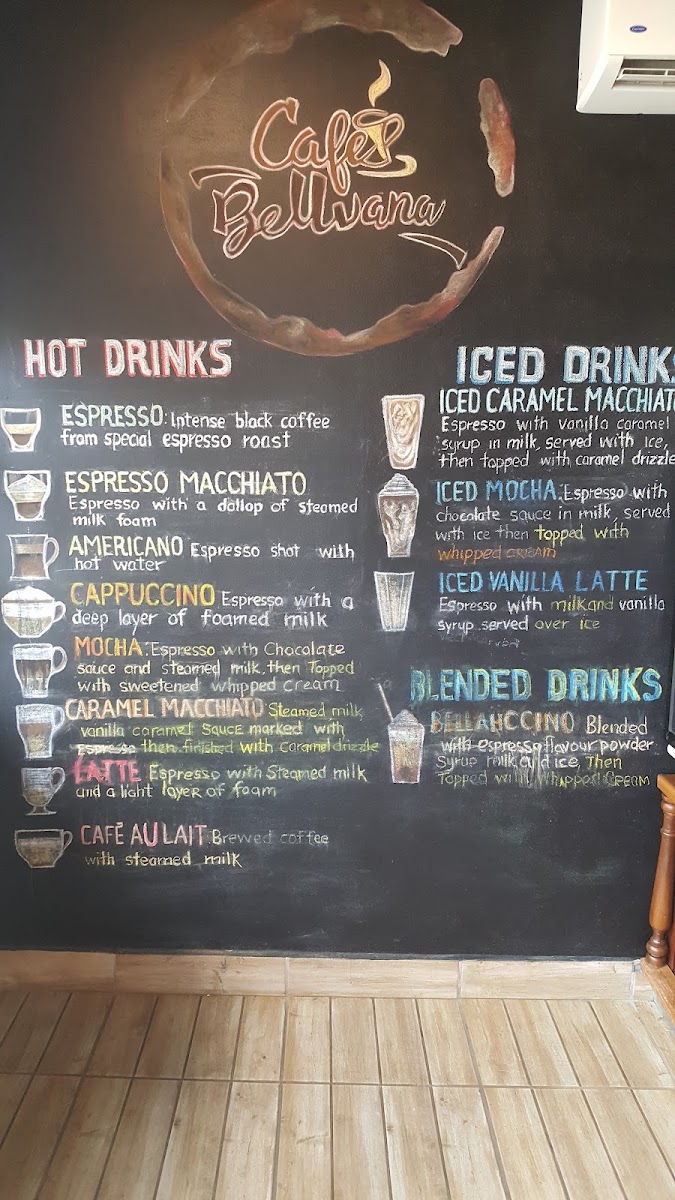 Café
Bellvana
HOT DRINKS
ESPRESSO: Intense black coffee
from special espresso roast
ESPRESSO MACCHIATO
Espresso with a dollop of steamed
milk foam
AMERICANO Espresso shot with
hot water
CAPPUCCINO Espresso with a
deep layer of foamed milk
MOCHA: Espresso with Chocolate
sauce and steamed milk, then Topped
with sweetened whipped cream
CARAMEL MACCHIATO Steamed milk
vanilla caramel Sauce marked with
Espresso then finished with Caramel drizzle
LATTE Espresso with Steamed milk
and a light layer of foam
CAFÉ AU LAIT Brewed coffee
with steamed milk
ICED DRINKS
ICED CARAMEL MACCHIATO
Espresso with vanilla caramel
syrup in milk, served with ice,
then topped with caramel drizzle
ICED MOCHA: Espresso with
chocolate sauce in milk, served
with ice then topped with
whipped cream
ICED VANILLA LATTE
Espresso with milk and vanilla
syrup served over ice
BLENDED DRINKS
BELLAHCCINO Blended
with espresso flavour powder
Syrup milk and ice, Then
Topped with Whipped Cream